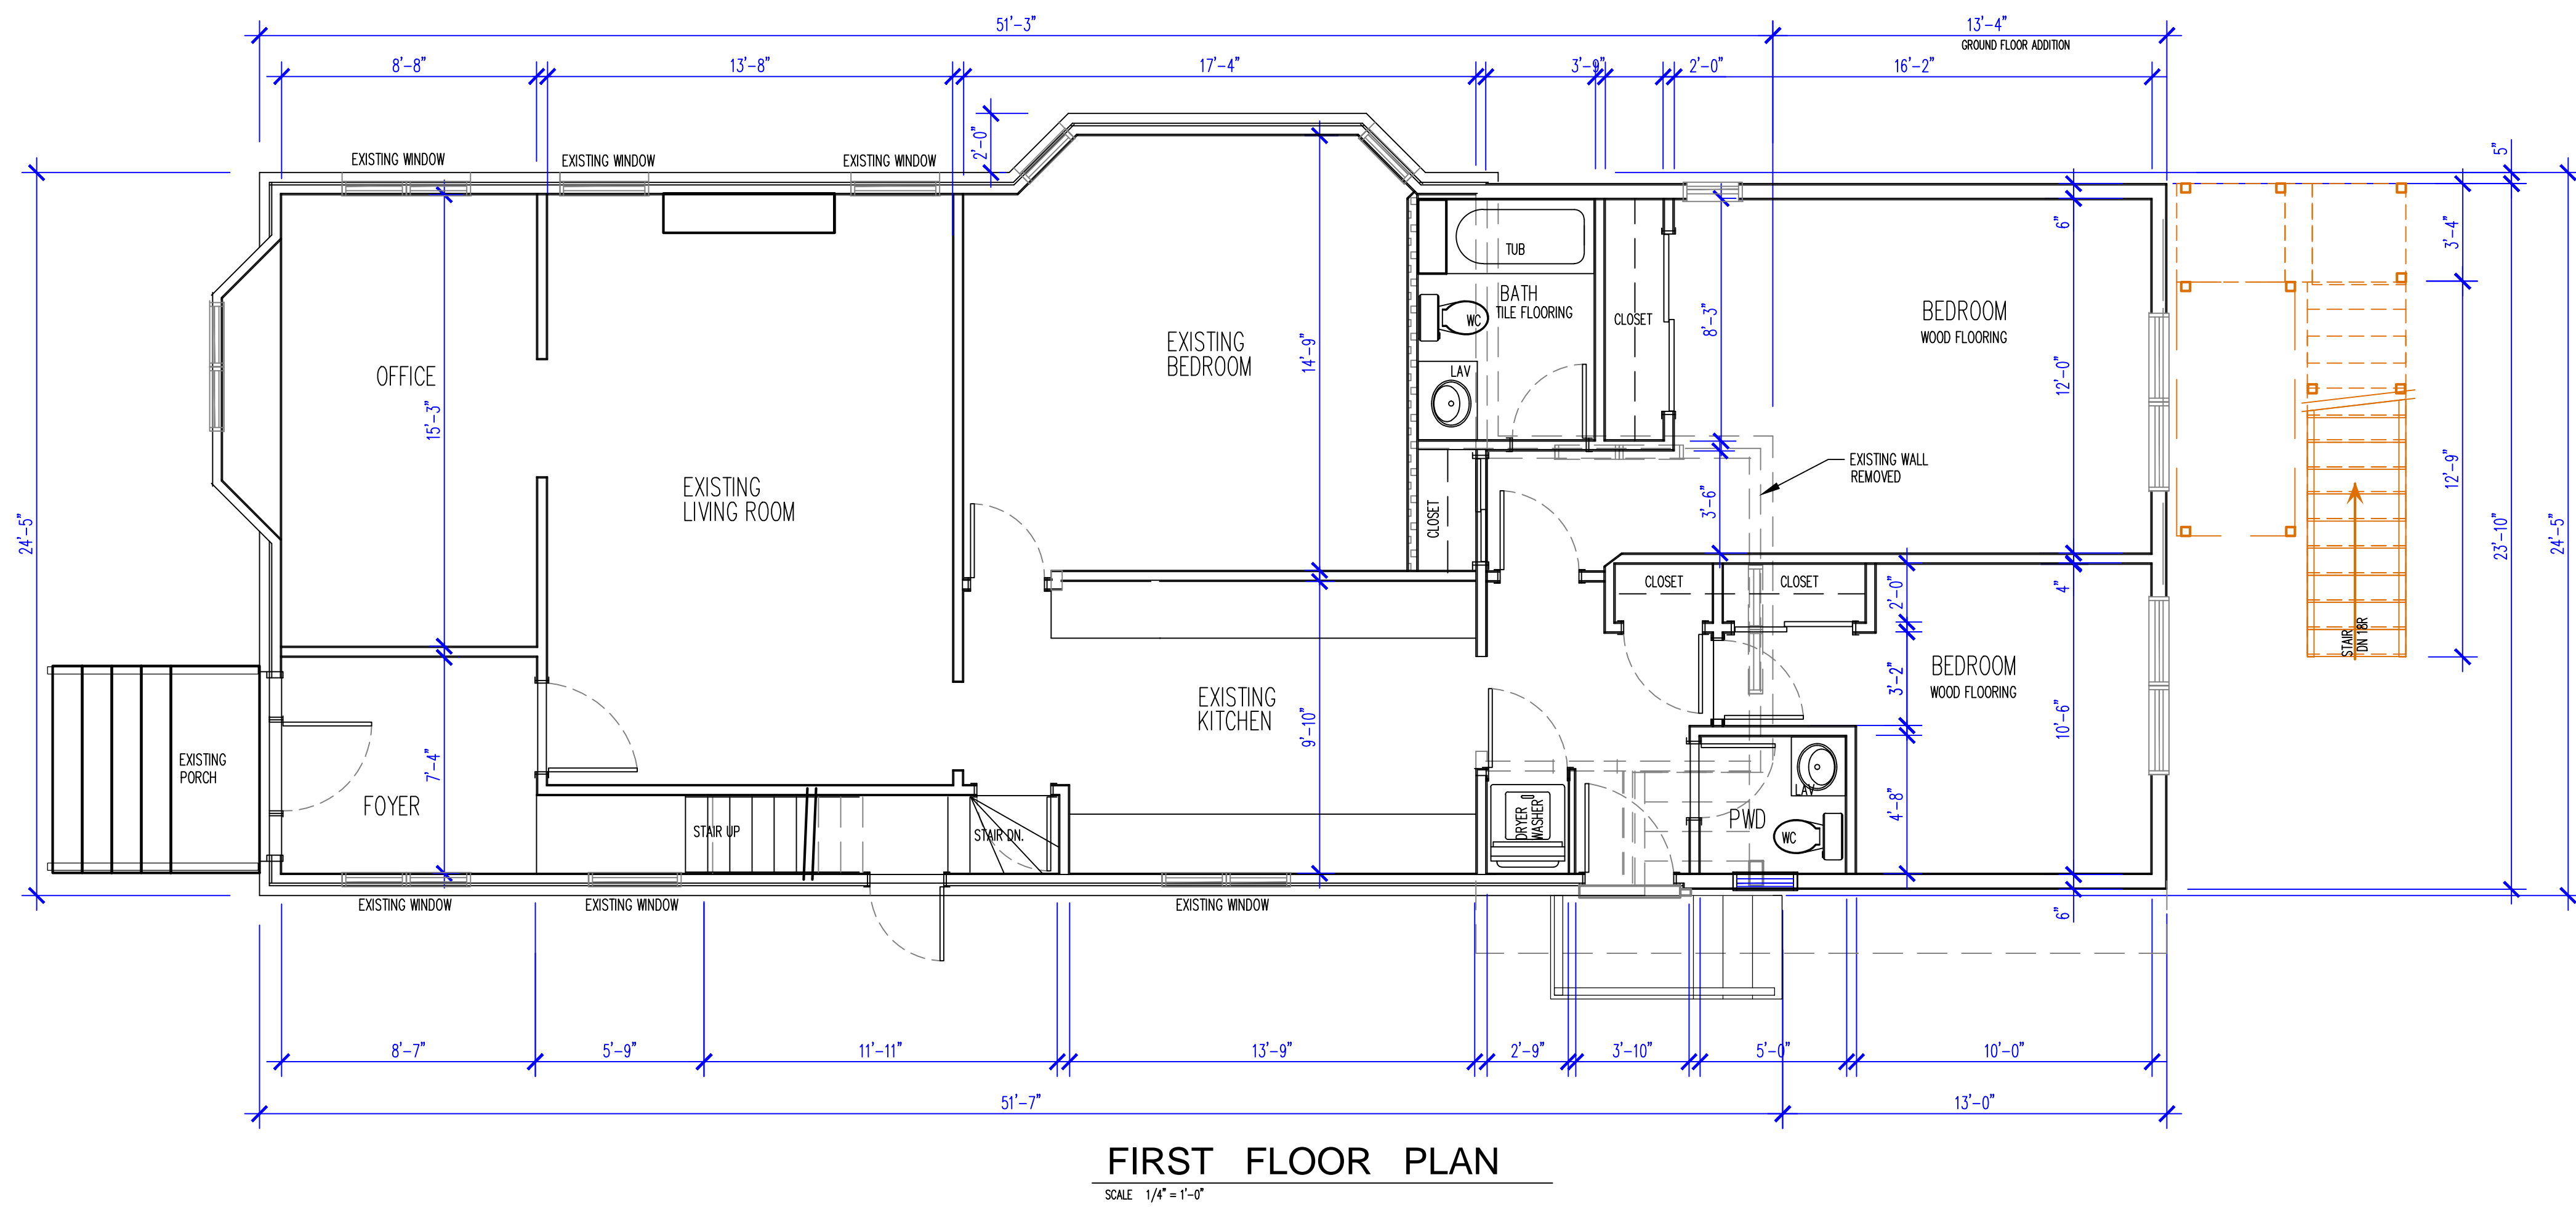 51'-3"
13'-4"
GROUND FLOOR ADDITION
8'-8"
13'-8"
17'-4"
3'-9"
2'-0"
16'-2"
2'-0"
5"
EXISTING WINDOW
EXISTING WINDOW
EXISTING WINDOW
6"
3'-4"
TUB
BATH
TILE FLOORING
WC
CLOSET
8'-3"
BEDROOM
WOOD FLOORING
EXISTING
BEDROOM
14'-9"
OFFICE
15'-3"
LAV
12'-0"
EXISTING WALL
REMOVED
12'-9"
EXISTING
LIVING ROOM
CLOSET
3'-6"
24'-5"
23'-10"
24'-5"
CLOSET
CLOSET
2'-0"
4"
STAIR
DN 18R
BEDROOM
WOOD FLOORING
3'-2"
EXISTING
KITCHEN
9'-10"
10'-6"
EXISTING
PORCH
7'-4"
FOYER
STAIR UP
STAIR DN.
DRYER
WASHER
LAV
PWD
WC
4'-8"
EXISTING WINDOW
EXISTING WINDOW
EXISTING WINDOW
6"
8'-7"
5'-9"
11'-11"
13'-9"
2'-9"
3'-10"
5'-0"
10'-0"
51'-7"
13'-0"
FIRST FLOOR PLAN
SCALE 1/4" = 1'-0"